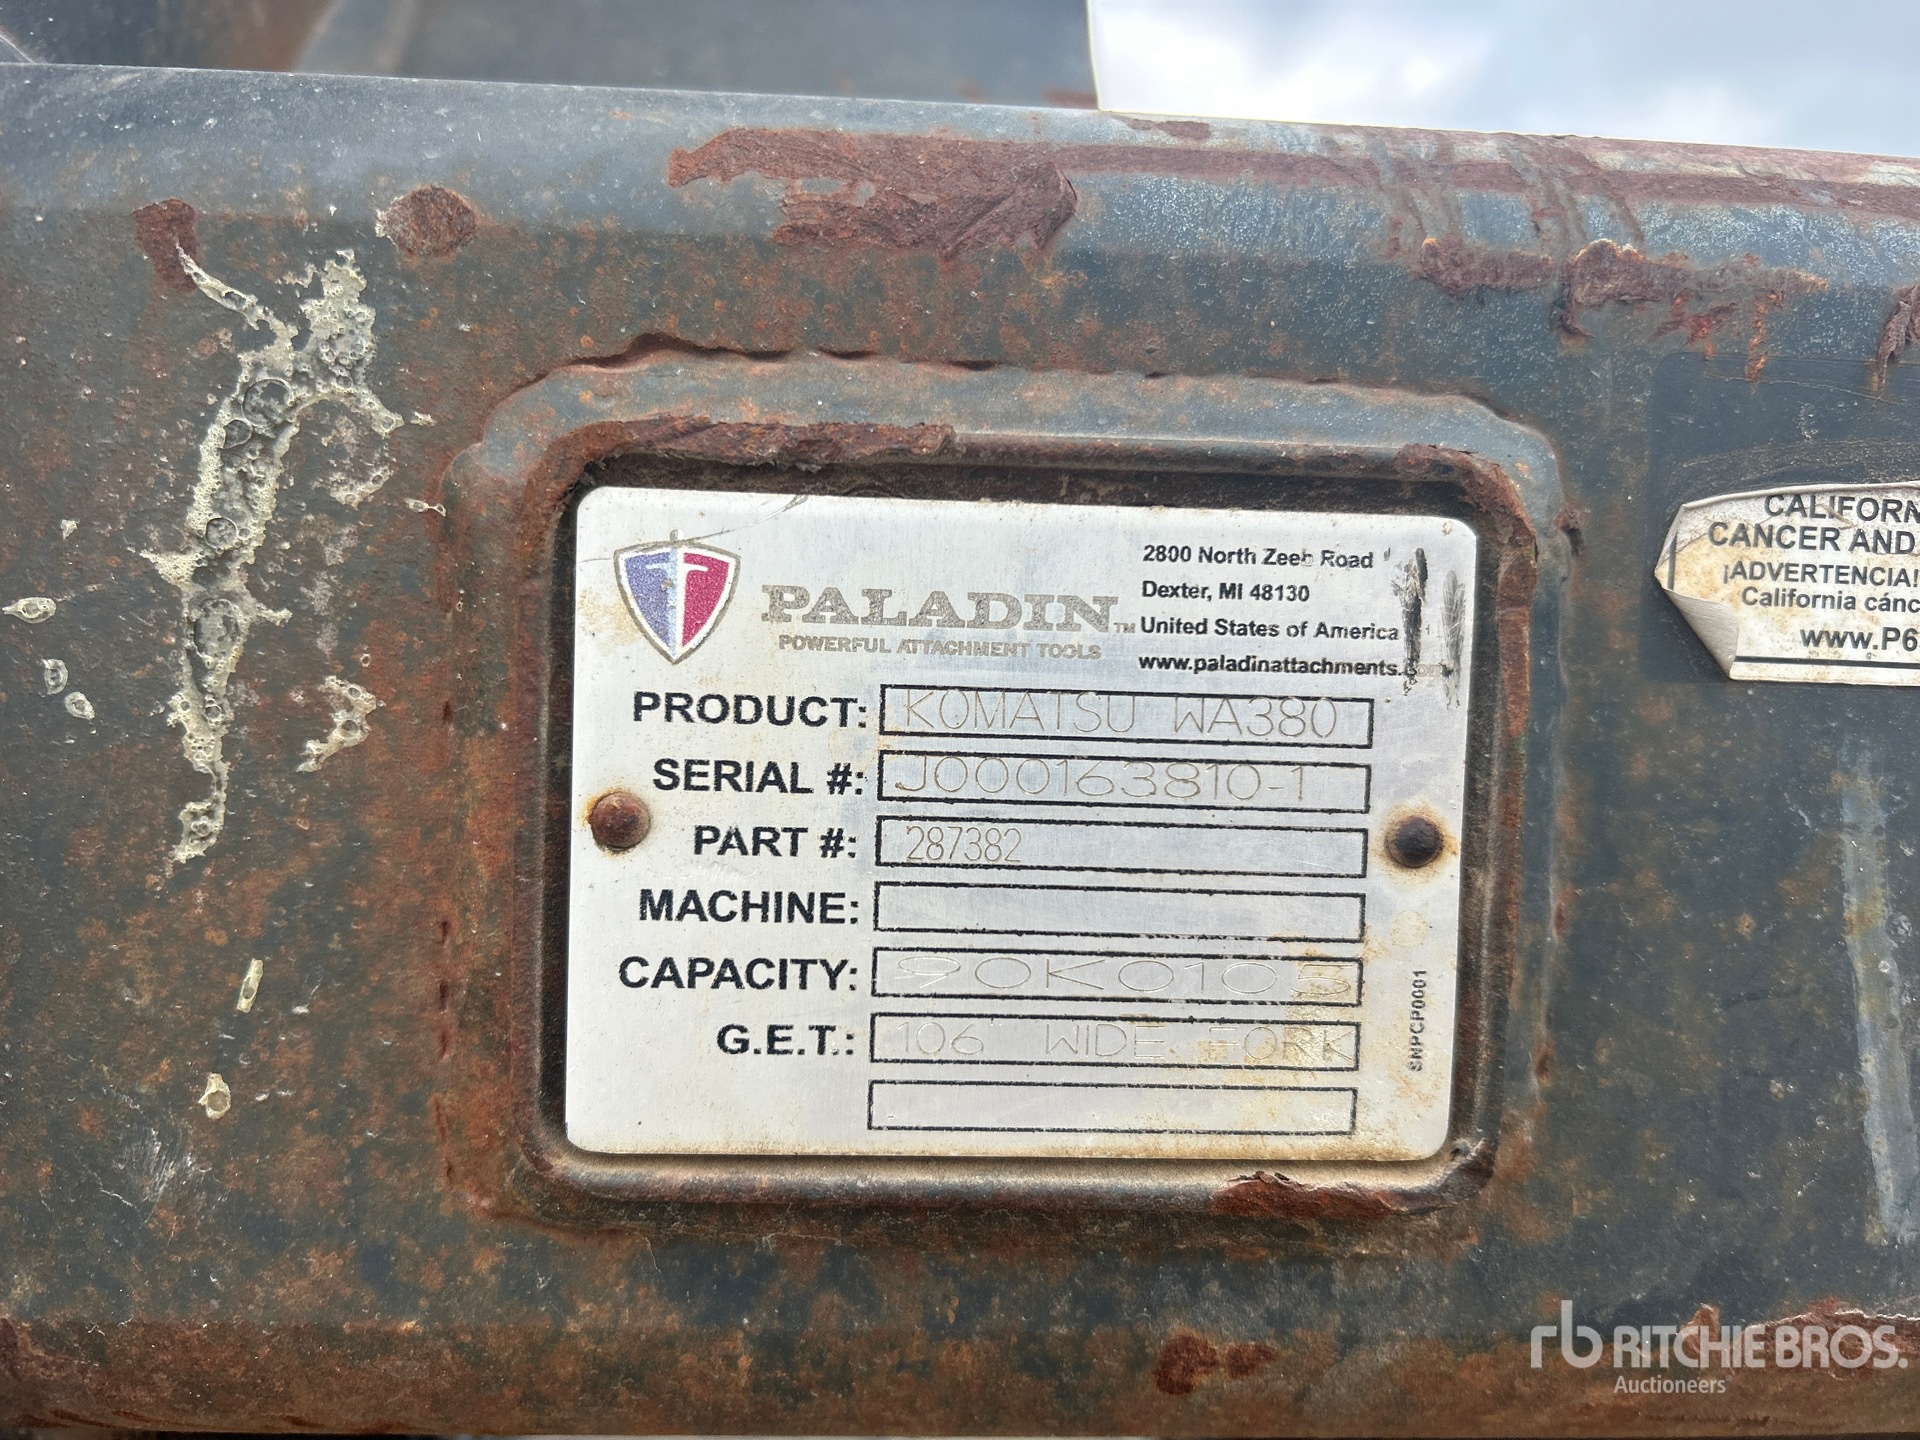 PALADIN™
POWERFUL ATTACHMENT TOOLS
2800 North Zeeb Road
Dexter, MI 48130
United States of America
www.paladinattachments.com
PRODUCT: KOMATSU WA380
SERIAL #: J000163810-1
PART #: 287382
MACHINE:
CAPACITY: 90K0105
G.E.T.: 106" WIDE FORK
SNPCP0001
CALIFORN
CANCER AND
¡ADVERTENCIA!
California cánc
www.P6
rb RITCHIE BROS.
Auctioneers